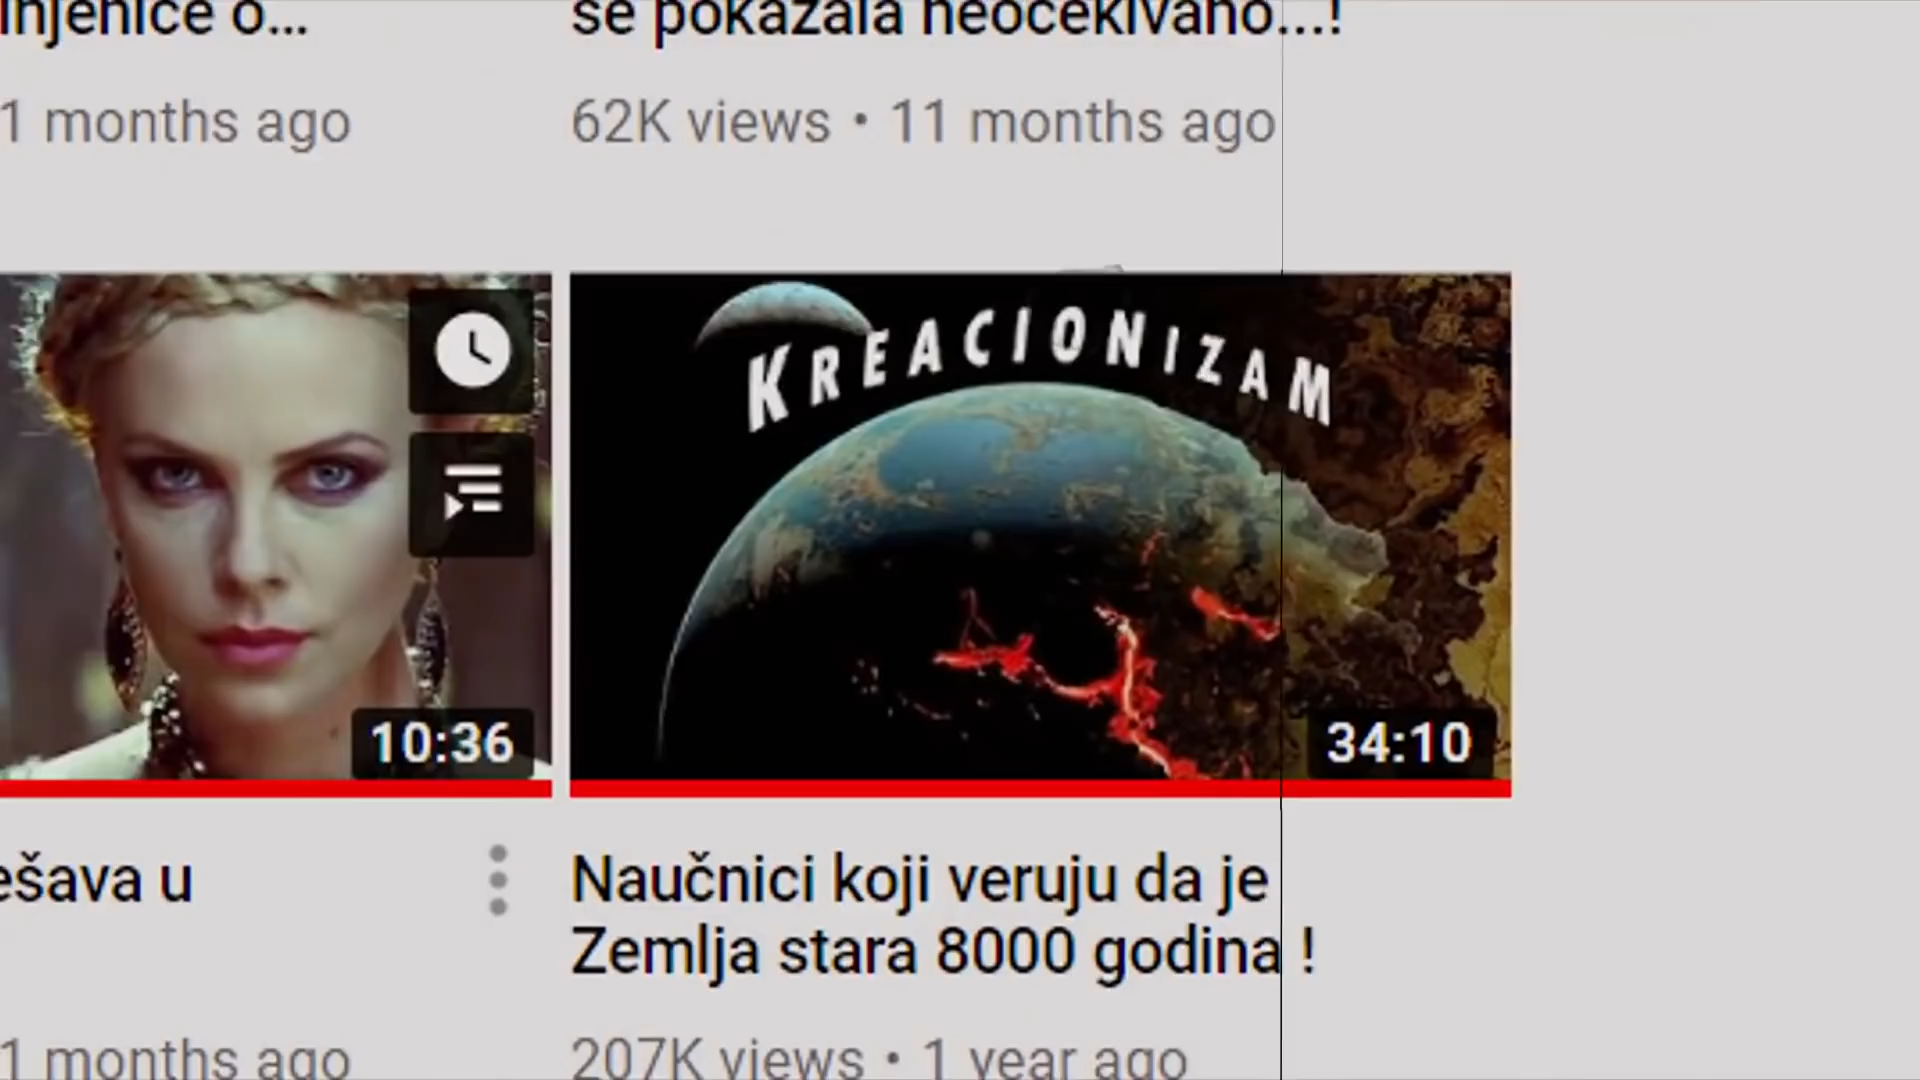 injenice o...
se pokazala neočekivano...!
1 months ago
62K views • 11 months ago
KREACIONIZAM
10:36
34:10
ešava u
Naučnici koji veruju da je
Zemlja stara 8000 godina !
1 months ago
207K views • 1 year ago